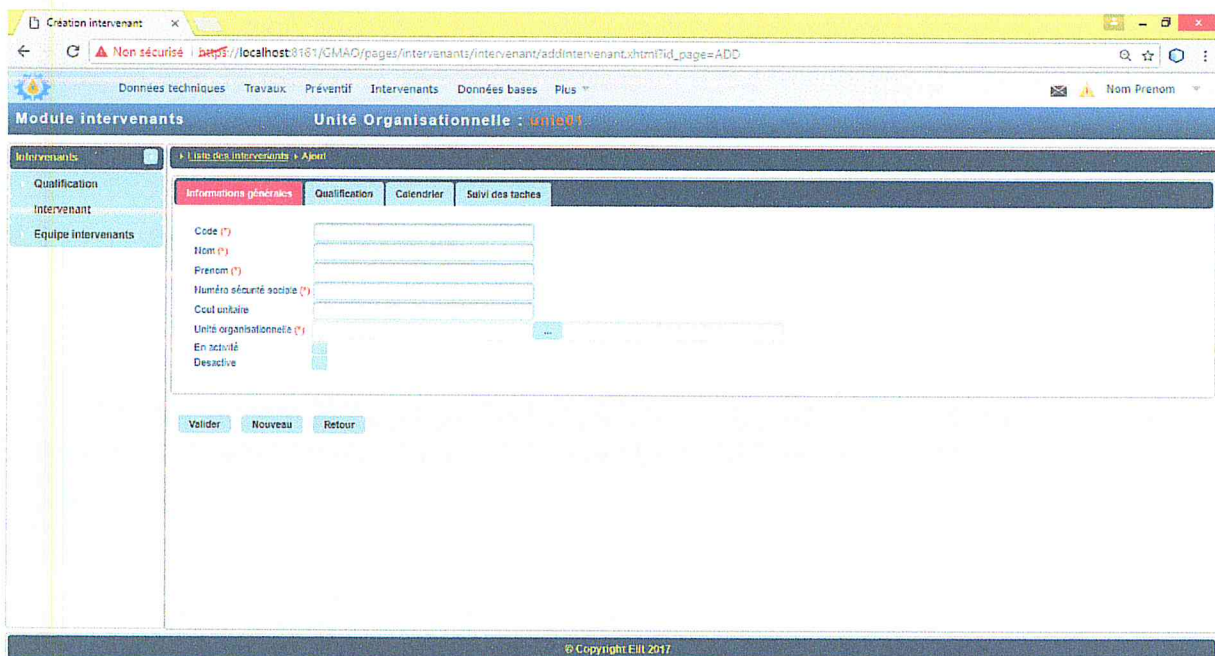 Création intervenant
Non sécurisé https://localhost:8181/GMAO/pages/intervenants/intervenant/addIntervenant.xhtml?id_page=ADD
Données techniques Travaux Préventif Intervenants Données bases Plus Nom Prenom
Module intervenants Unité Organisationnelle :
Intervenants Liste des intervenants Ajout
Qualification
Intervenant
Equipe intervenants
Informations générales Qualification Calendrier Suivi des taches
Code (*)
Nom (*)
Prenom (*)
Numéro sécurité sociale (*)
Cout unitaire
Unité organisationnelle (*) ...
En activité
Desactive
Valider Nouveau Retour
© Copyright Elit 2017